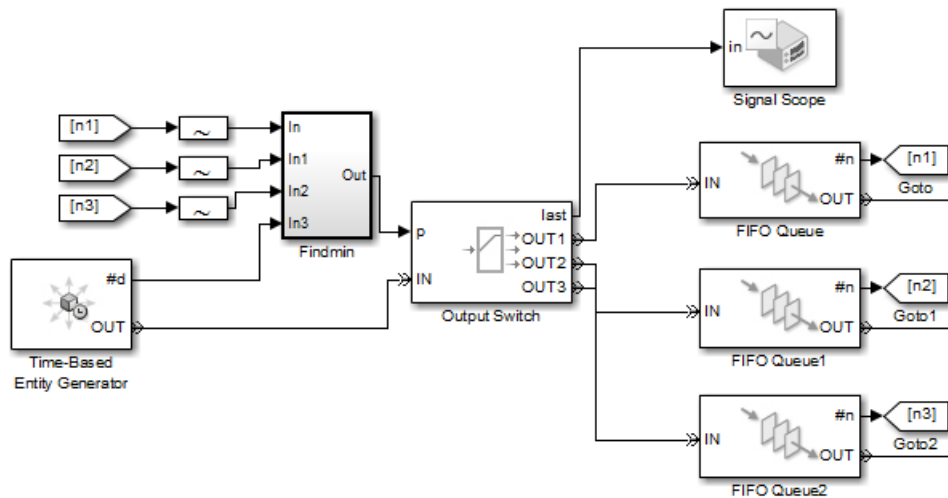 in
Signal Scope
[n1]
[n2]
[n3]
In
In1
In2
In3
Out
Findmin
#d
OUT
Time-Based
Entity Generator
p
IN
last
OUT1
OUT2
OUT3
Output Switch
IN
#n
OUT
FIFO Queue
[n1]
Goto
IN
#n
OUT
FIFO Queue1
[n2]
Goto1
IN
#n
OUT
FIFO Queue2
[n3]
Goto2